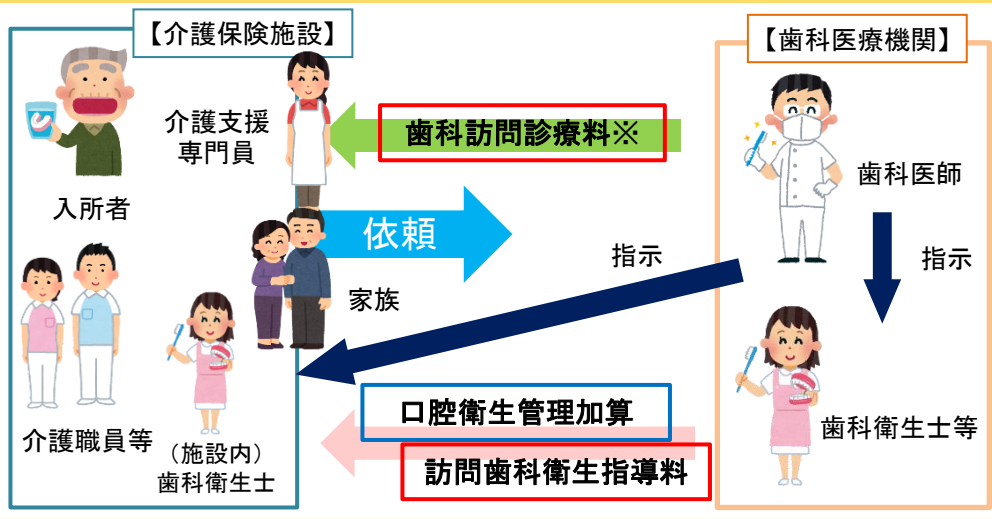 【介護保険施設】
【歯科医療機関】
介護支援
専門員
歯科訪問診療料※
歯科医師
入所者
依頼
指示
指示
家族
口腔衛生管理加算
訪問歯科衛生指導料
介護職員等
(施設内)
歯科衛生士
歯科衛生士等